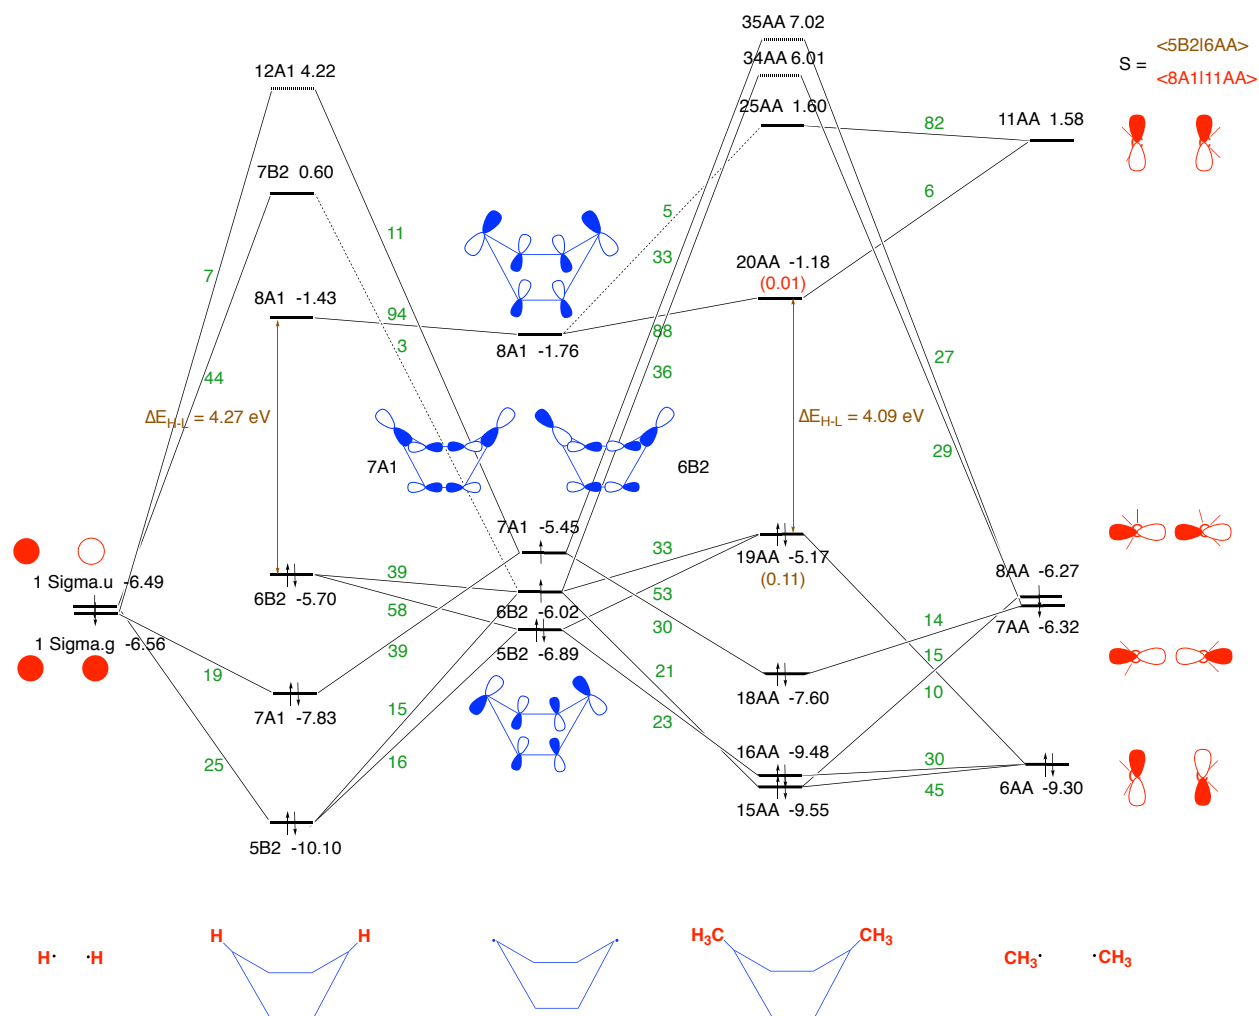 35AA 7.02
<5B2|6AA>
S =
<8A1|11AA>
34AA 6.01
12A1 4.22
25AA 1.60
82
11AA 1.58
7B2 0.60
6
5
11
33
20AA -1.18
(0.01)
7
8A1 -1.43
94
88
3
8A1 -1.76
27
44
36
ΔEH-L = 4.27 eV
ΔEH-L = 4.09 eV
29
7A1
6B2
7A1 -5.45
33
19AA -5.17
(0.11)
8AA -6.27
1 Sigma.u -6.49
39
6B2 -5.70
53
58
6B2 -6.02
14
7AA -6.32
30
1 Sigma.g -6.56
39
5B2 -6.89
15
19
21
10
18AA -7.60
7A1 -7.83
15
23
16AA -9.48
25
16
30
6AA -9.30
45
15AA -9.55
5B2 -10.10
H H
H3C CH3
H· ·H
CH3· ·CH3